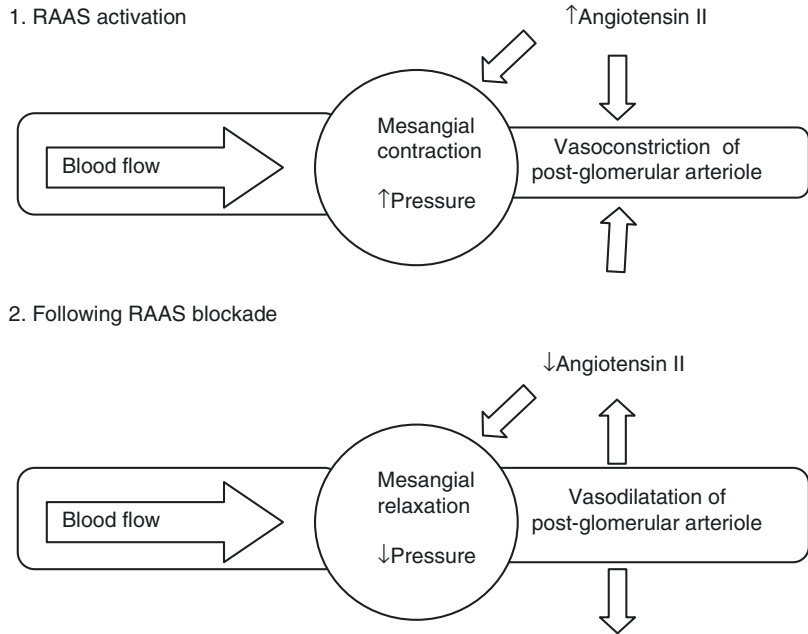 1. RAAS activation
↑Angiotensin II
Blood flow
Mesangial
contraction
↑Pressure
Vasoconstriction of
post-glomerular arteriole
2. Following RAAS blockade
↓Angiotensin II
Blood flow
Mesangial
relaxation
↓Pressure
Vasodilatation of
post-glomerular arteriole